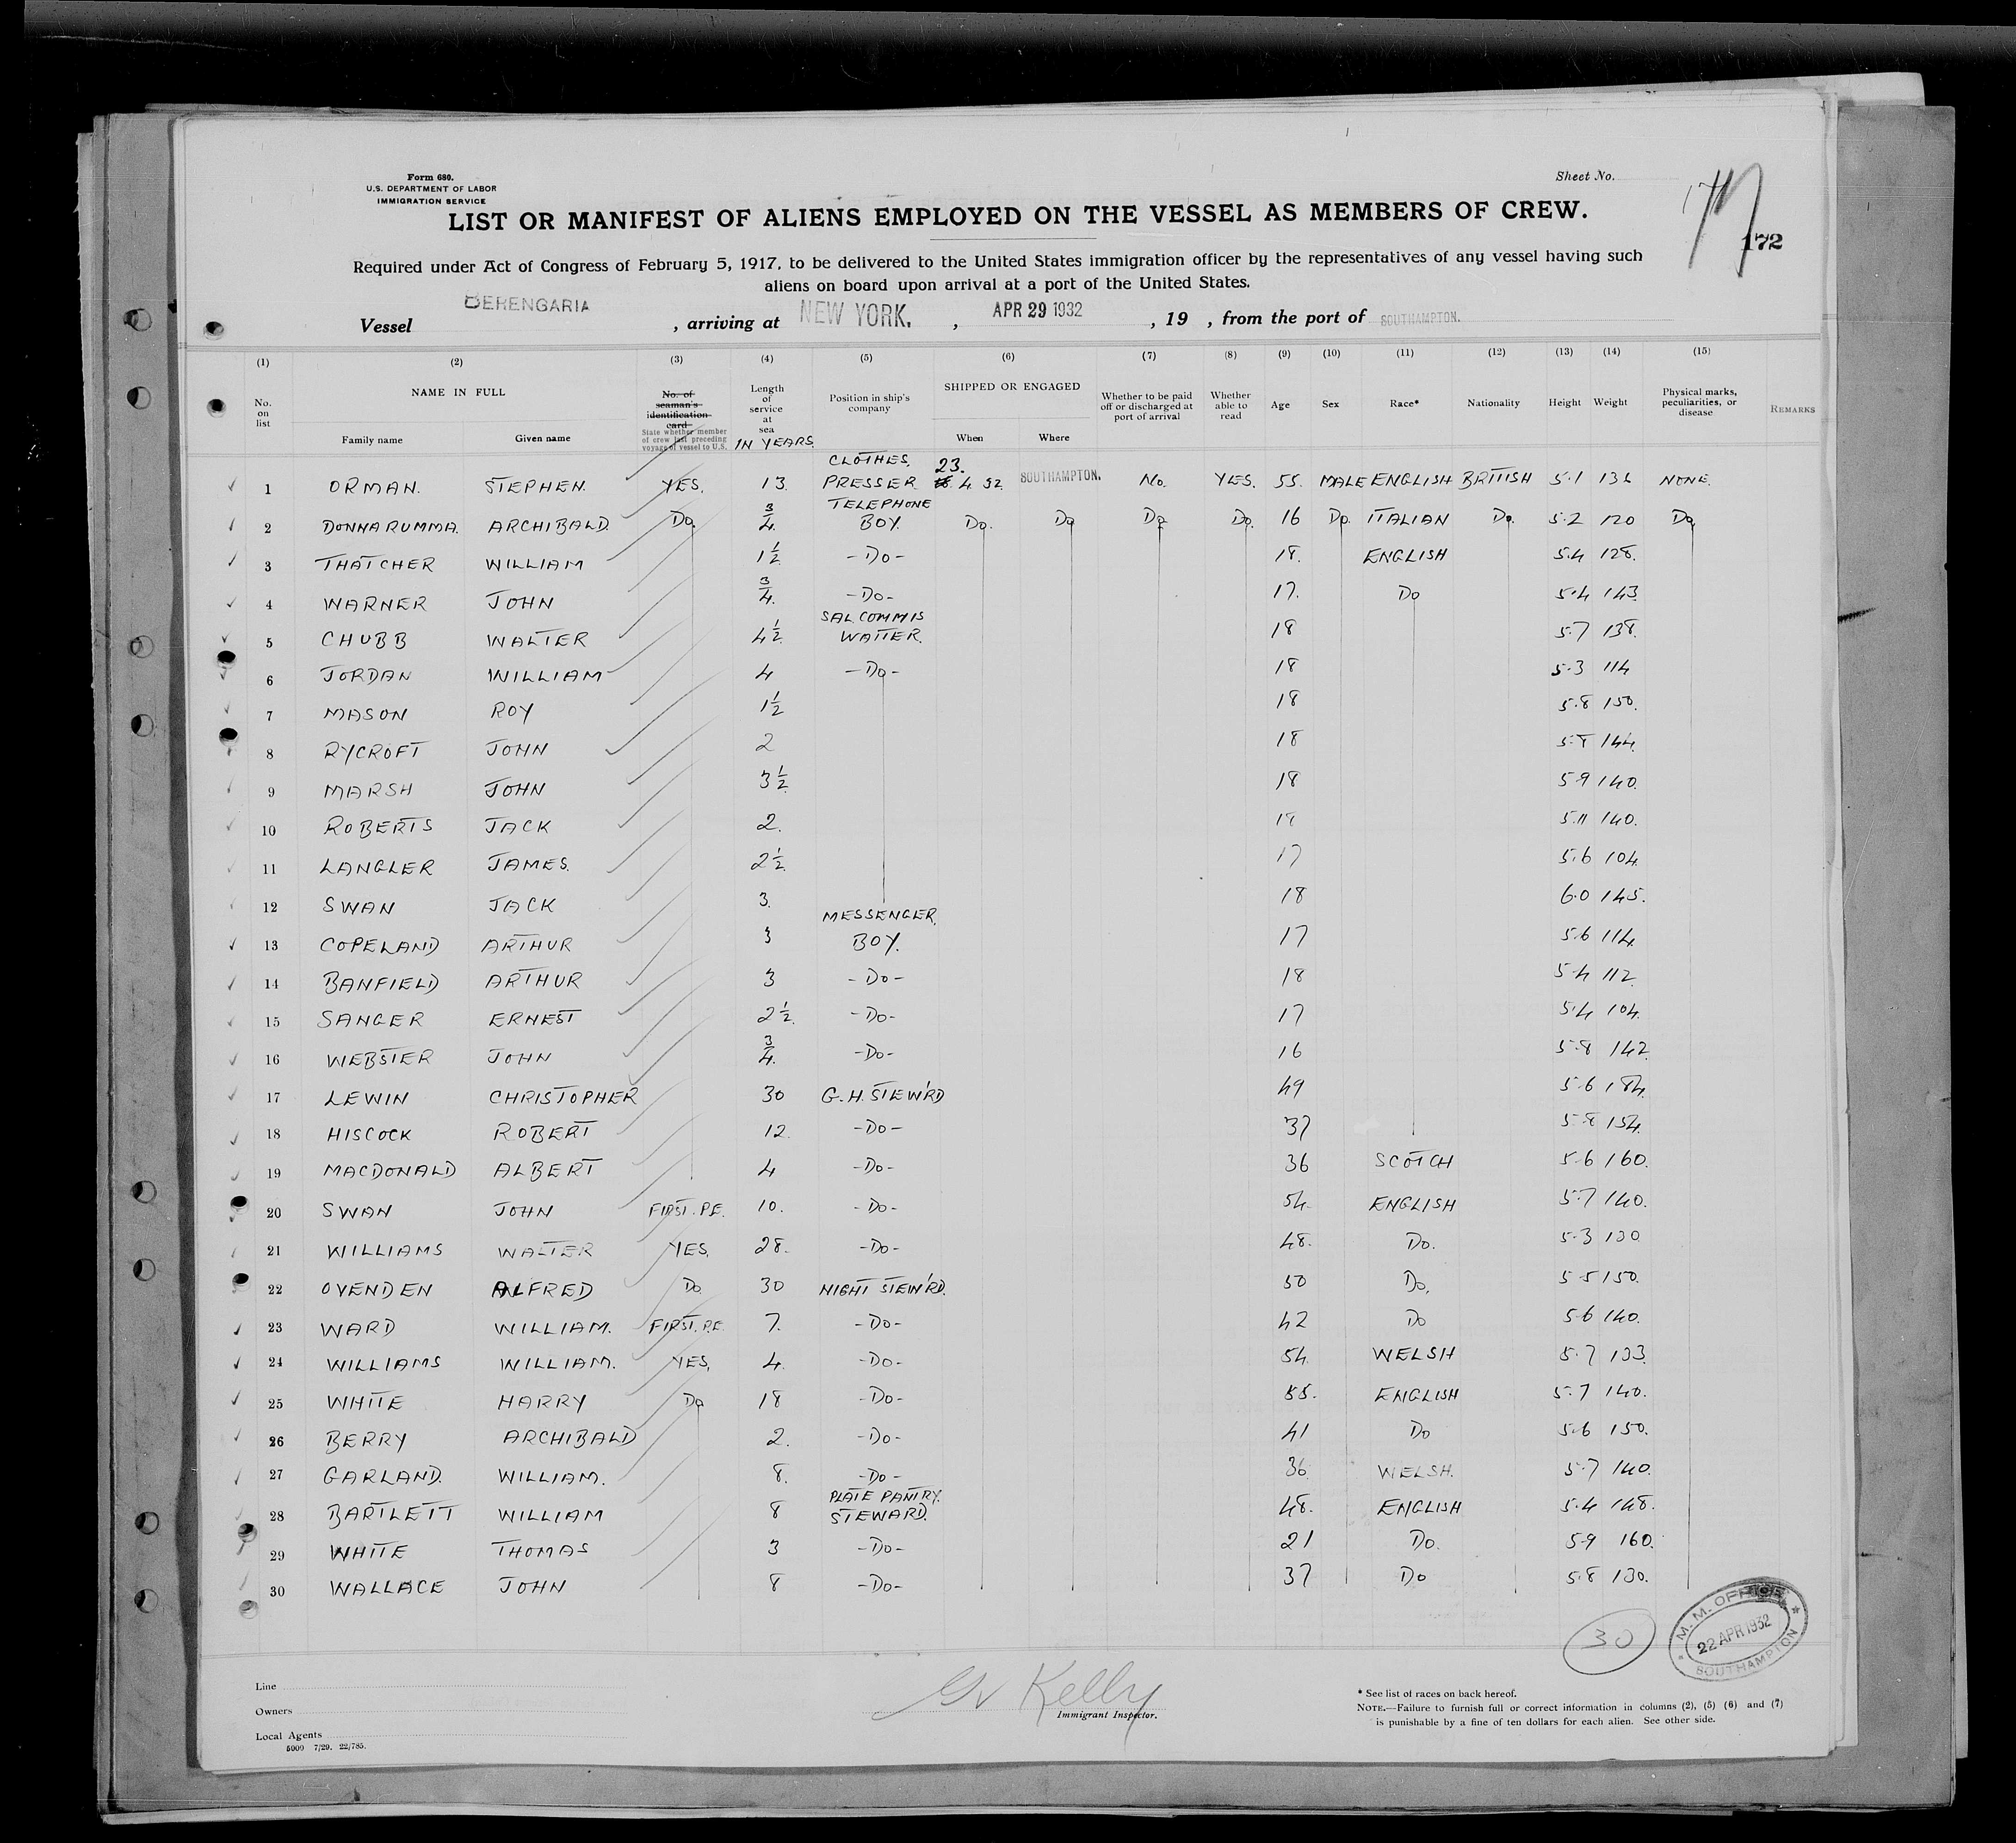 Form 680.
U.S. DEPARTMENT OF LABOR
IMMIGRATION SERVICE
Sheet No.
172
LIST OR MANIFEST OF ALIENS EMPLOYED ON THE VESSEL AS MEMBERS OF CREW.
Required under Act of Congress of February 5, 1917, to be delivered to the United States immigration officer by the representatives of any vessel having such
aliens on board upon arrival at a port of the United States.
Vessel BERENGARIA , arriving at NEW YORK. , APR 29 1932 , 19 , from the port of SOUTHAMPTON.
(1) (2) (3) (4) (5) (6) (7) (8) (9) (10) (11) (12) (13) (14) (15)
No. on list NAME IN FULL Family name Given name No. of seaman's identification card State whether member of crew last preceding voyage of vessel to U.S. Length of service at sea IN YEARS. Position in ship's company SHIPPED OR ENGAGED When Where Whether to be paid off or discharged at port of arrival Whether able to read Age Sex Race* Nationality Height Weight Physical marks, peculiarities, or disease REMARKS
1 ORMAN. STEPHEN. YES. 13. CLOTHES. PRESSER 23. 4 32 SOUTHAMPTON. No. YES. 55. MALE ENGLISH BRITISH 5.1 NONE.
2 DONNARUMMA. ARCHIBALD. Do. 3/4. TELEPHONE BOY. Do. Do Do Do. 16 Do. ITALIAN Do. 5.2 120 Do
3 THATCHER WILLIAM 1 1/2 -Do- 18. ENGLISH 5.4 128.
4 WARNER JOHN 3/4. -Do- 17. Do 5.4 143
5 CHUBB WALTER 4 1/2 SAL COMMIS WAITER. 18 5.7 138.
6 JORDAN WILLIAM 4 -Do- 18 5.3 114
7 MASON ROY 1 1/2 18 5.8 150.
8 RYCROFT JOHN 2 18 5.8 144
9 MARSH JOHN 3 1/2 18 5.9 140.
10 ROBERTS JACK 2. 18 5.11 140.
11 LANGLER JAMES. 2 1/2 17 5.6 104
12 SWAN JACK 3. 18 6.0 145.
13 COPELAND ARTHUR 3 MESSENGER. BOY. 17 5.6 114
14 BANFIELD ARTHUR 3 -Do- 18 5.4 112
15 SANGER ERNEST 2 1/2. -Do- 17 5.4 104
16 WEBSTER JOHN 3/4. -Do- 16 5.8 142
17 LEWIN CHRISTOPHER 30 G.H. STEW'RD 49 5.6 184
18 HISCOCK ROBERT 12. -Do- 37 5.8 154
19 MACDONALD ALBERT 4 -Do- 36 SCOTCH 5.6 160.
20 SWAN JOHN FIRST. P.E. 10. -Do- 54 ENGLISH 5.7 140.
21 WILLIAMS WALTER YES. 28. -Do- 48. Do. 5.3 130
22 OVENDEN ALFRED Do 30 NIGHT STEW'RD. 50 Do. 5.5 150.
23 WARD WILLIAM. FIRST. P.E. 7. -Do- 42 Do 5.6 140.
24 WILLIAMS WILLIAM. YES. 4. -Do- 54. WELSH 5.7 133
25 WHITE HARRY Do 18 -Do- 55. ENGLISH 5.7 140.
26 BERRY ARCHIBALD 2. -Do- 41 Do 5.6 150.
27 GARLAND. WILLIAM. 8. -Do- 36. WELSH. 5.7 140.
28 BARTLETT WILLIAM 8 PLATE PANTRY. STEWARD. 48. ENGLISH 5.4 148.
29 WHITE THOMAS 3 -Do- 21 Do. 5.9 160.
30 WALLACE JOHN 8 -Do- 37 Do 5.8 130.
30
M.M. OFFICE
22 APR 1932
SOUTHAMPTON
Line
Owners
Local Agents
5000 7/29. 22/785.
Kelly
Immigrant Inspector.
* See list of races on back hereof.
NOTE.—Failure to furnish full or correct information in columns (2), (5) (6) and (7)
is punishable by a fine of ten dollars for each alien. See other side.